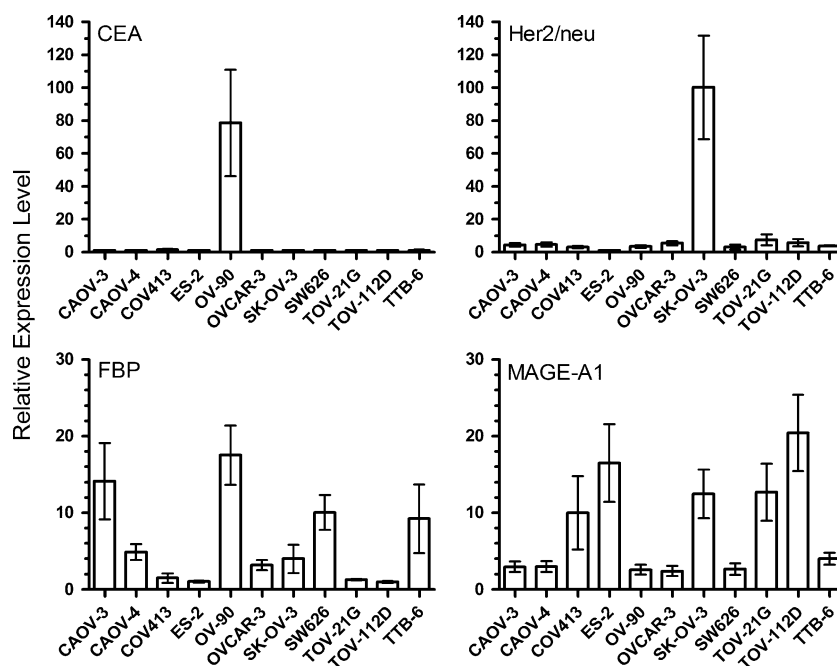 Relative Expression Level
CEA
140
120
100
80
60
40
20
0
CAOV-3
CAOV-4
COV413
ES-2
OV-90
OVCAR-3
SK-OV-3
SW626
TOV-21G
TOV-112D
TTB-6
Her2/neu
140
120
100
80
60
40
20
0
CAOV-3
CAOV-4
COV413
ES-2
OV-90
OVCAR-3
SK-OV-3
SW626
TOV-21G
TOV-112D
TTB-6
FBP
30
20
10
0
CAOV-3
CAOV-4
COV413
ES-2
OV-90
OVCAR-3
SK-OV-3
SW626
TOV-21G
TOV-112D
TTB-6
MAGE-A1
30
20
10
0
CAOV-3
CAOV-4
COV413
ES-2
OV-90
OVCAR-3
SK-OV-3
SW626
TOV-21G
TOV-112D
TTB-6